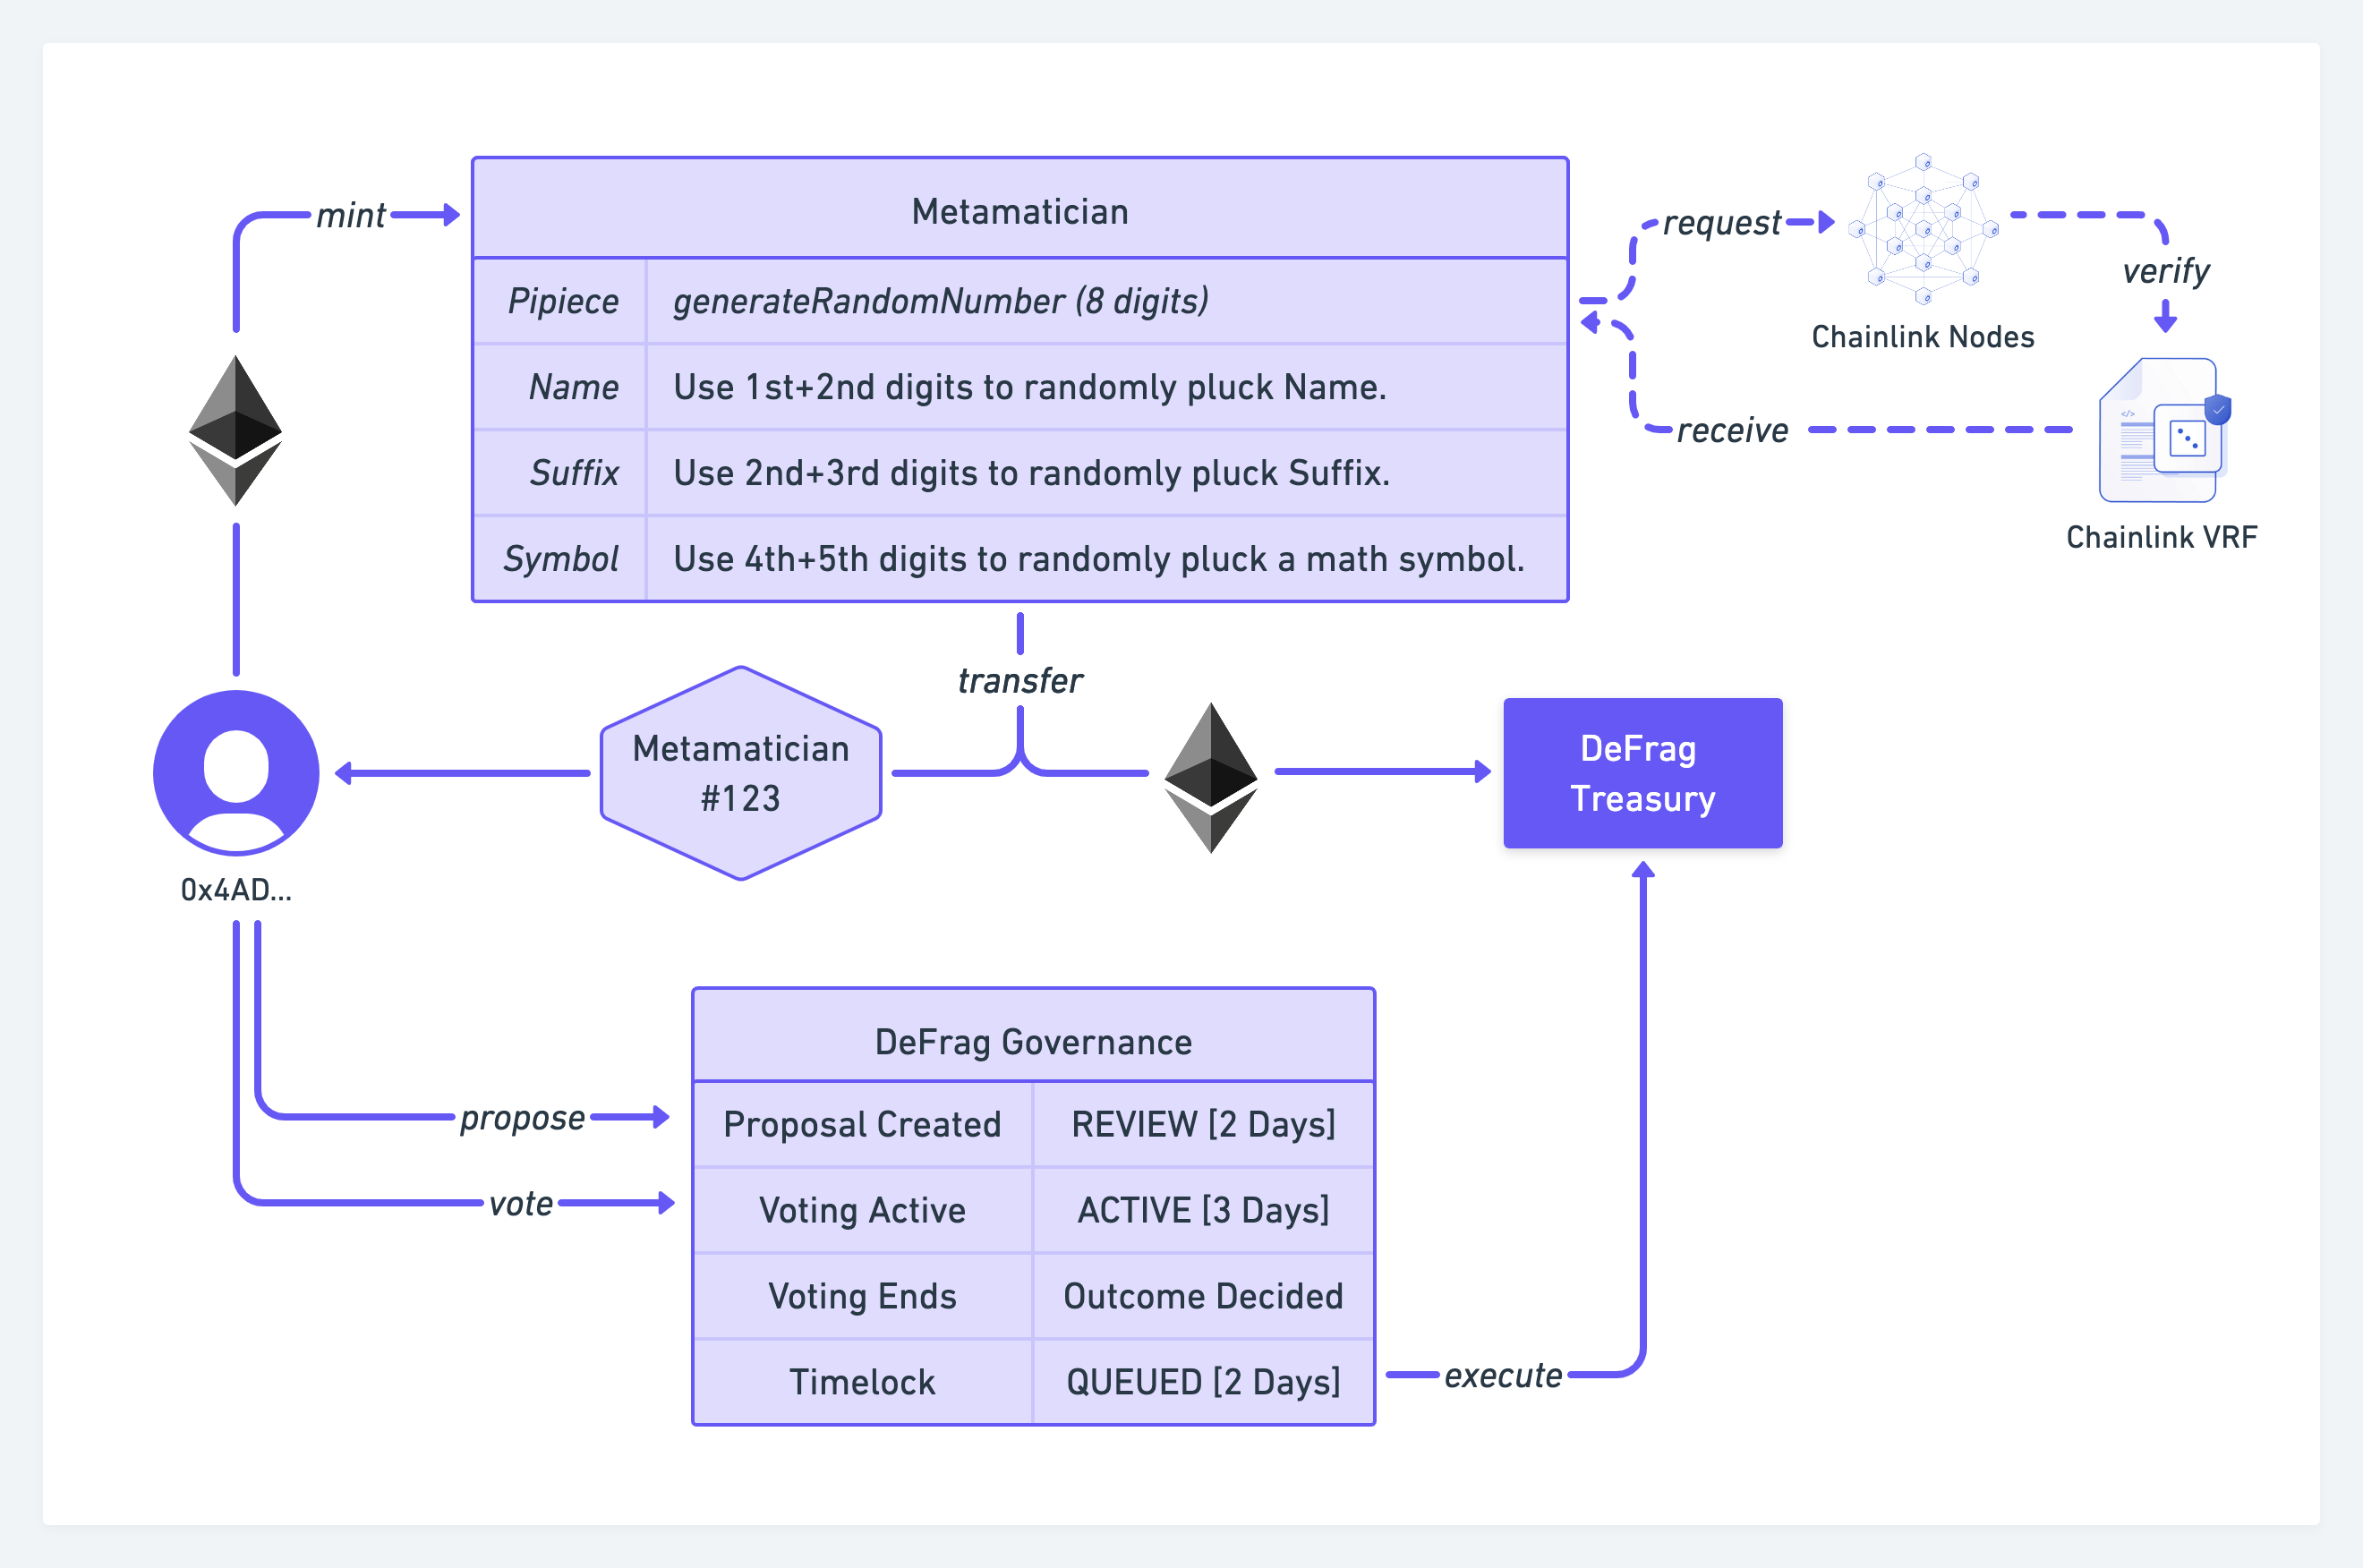 mint
Metamatician
Pipiece generateRandomNumber (8 digits)
Name Use 1st+2nd digits to randomly pluck Name.
Suffix Use 2nd+3rd digits to randomly pluck Suffix.
Symbol Use 4th+5th digits to randomly pluck a math symbol.
request
Chainlink Nodes
verify
receive
Chainlink VRF
</>
transfer
Metamatician
#123
DeFrag
Treasury
0x4AD...
propose
vote
DeFrag Governance
Proposal Created REVIEW [2 Days]
Voting Active ACTIVE [3 Days]
Voting Ends Outcome Decided
Timelock QUEUED [2 Days]
execute